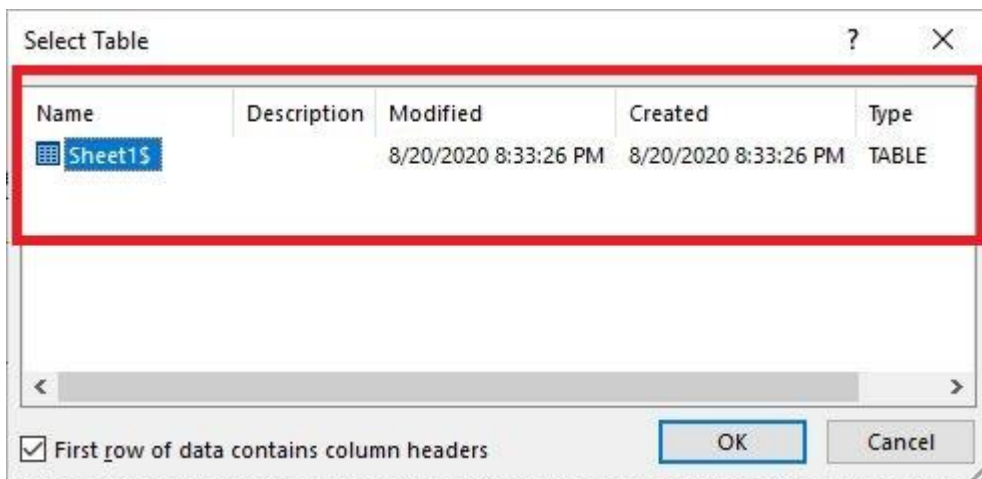 Select Table ?
Name Description Modified Created Type
Sheet1$ 8/20/2020 8:33:26 PM 8/20/2020 8:33:26 PM TABLE
First row of data contains column headers OK Cancel